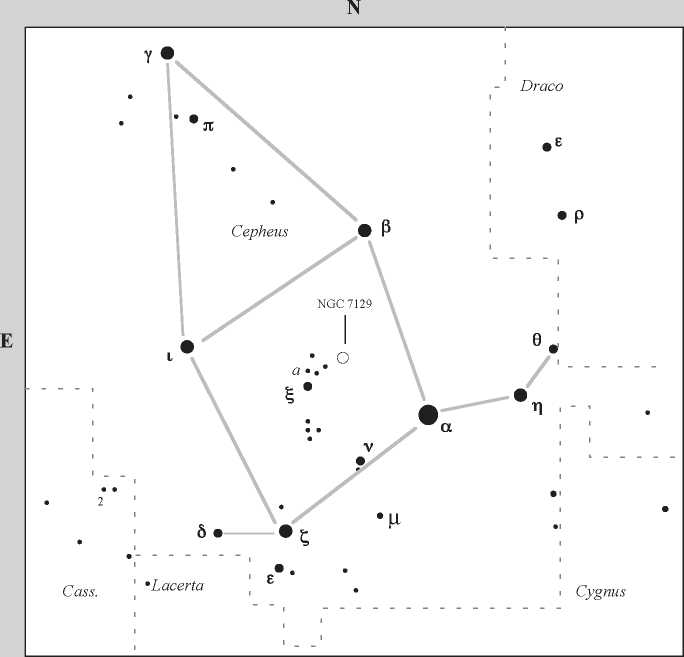 N
γ
Draco
π
ε
ρ
Cepheus
β
NGC 7129
E
θ
ι
a
ξ
η
α
ν
2
μ
δ
ζ
ε
Cass.
Lacerta
Cygnus